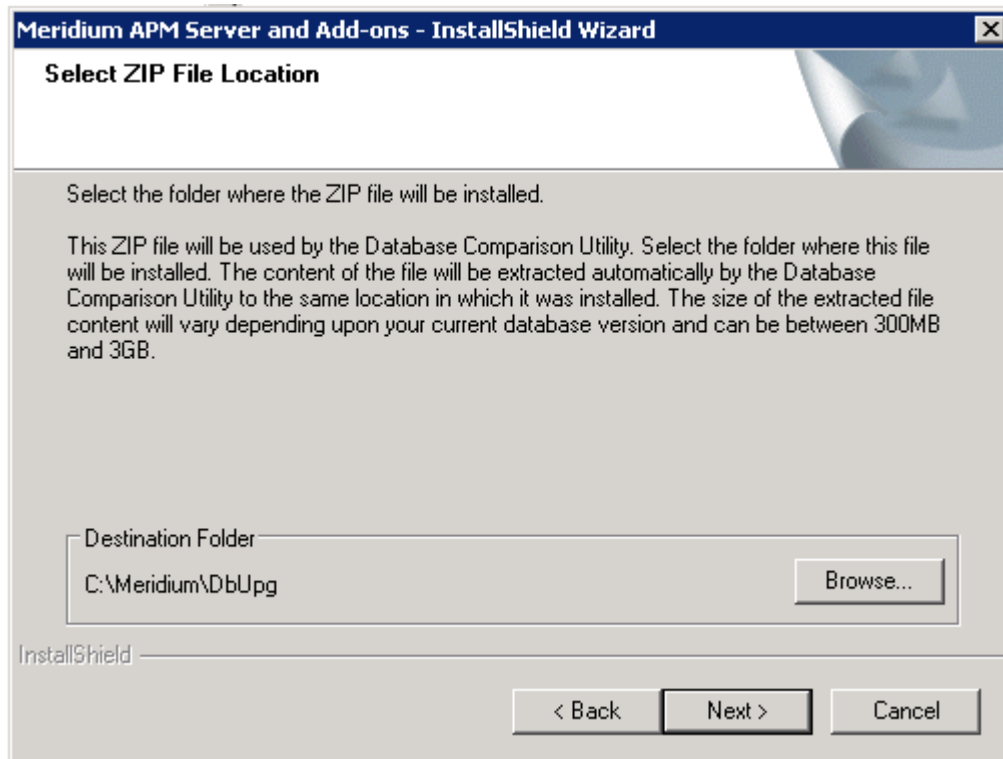 Meridium APM Server and Add-ons - InstallShield Wizard
Select ZIP File Location
Select the folder where the ZIP file will be installed.
This ZIP file will be used by the Database Comparison Utility. Select the folder where this file
will be installed. The content of the file will be extracted automatically by the Database
Comparison Utility to the same location in which it was installed. The size of the extracted file
content will vary depending upon your current database version and can be between 300MB
and 3GB.
Destination Folder
C:\Meridium\DbUpg
Browse...
InstallShield
< Back
Next >
Cancel